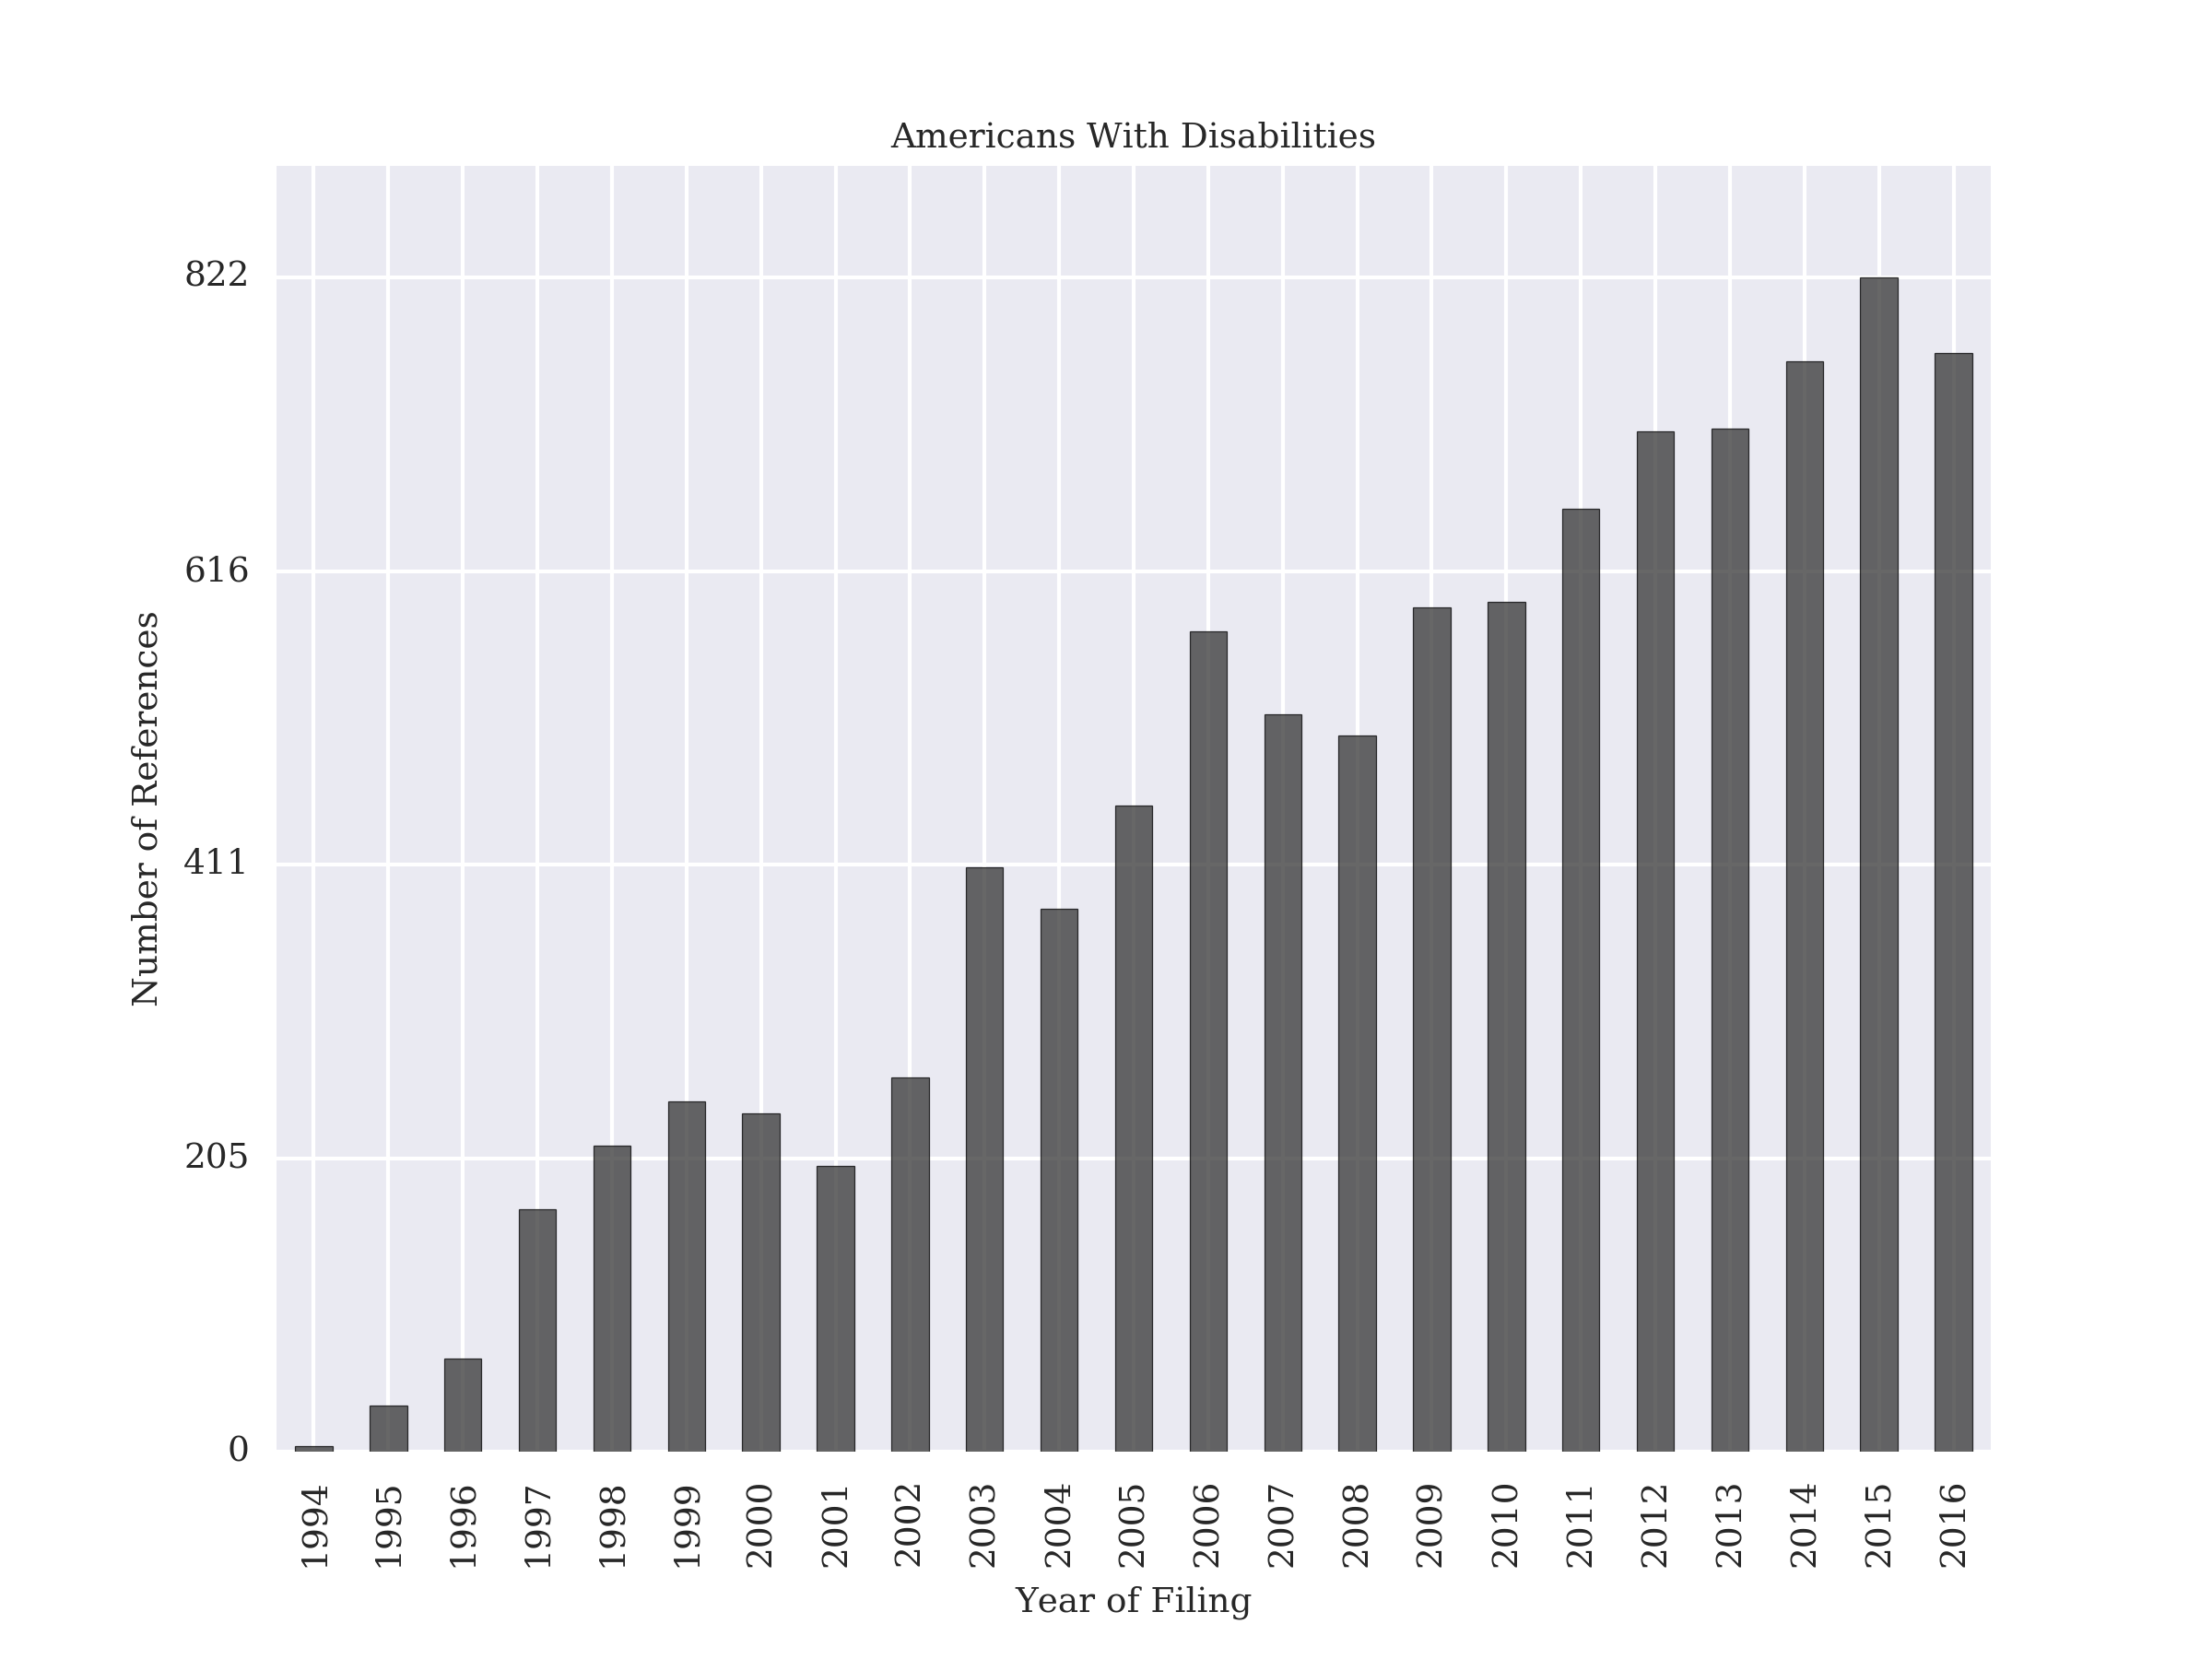 Americans With Disabilities
822
616
411
205
0
Number of References
1994 1995 1996 1997 1998 1999 2000 2001 2002 2003 2004 2005 2006 2007 2008 2009 2010 2011 2012 2013 2014 2015 2016
Year of Filing